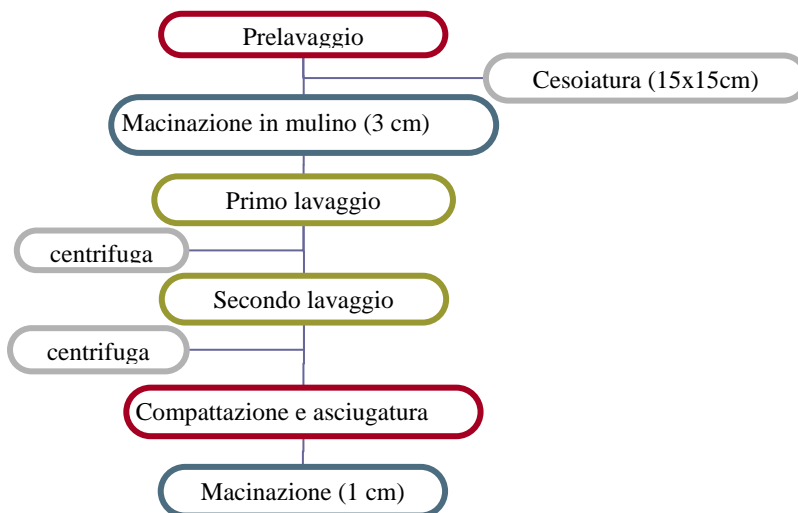 Prelavaggio
Cesoiatura (15x15cm)
Macinazione in mulino (3 cm)
Primo lavaggio
centrifuga
Secondo lavaggio
centrifuga
Compattazione e asciugatura
Macinazione (1 cm)